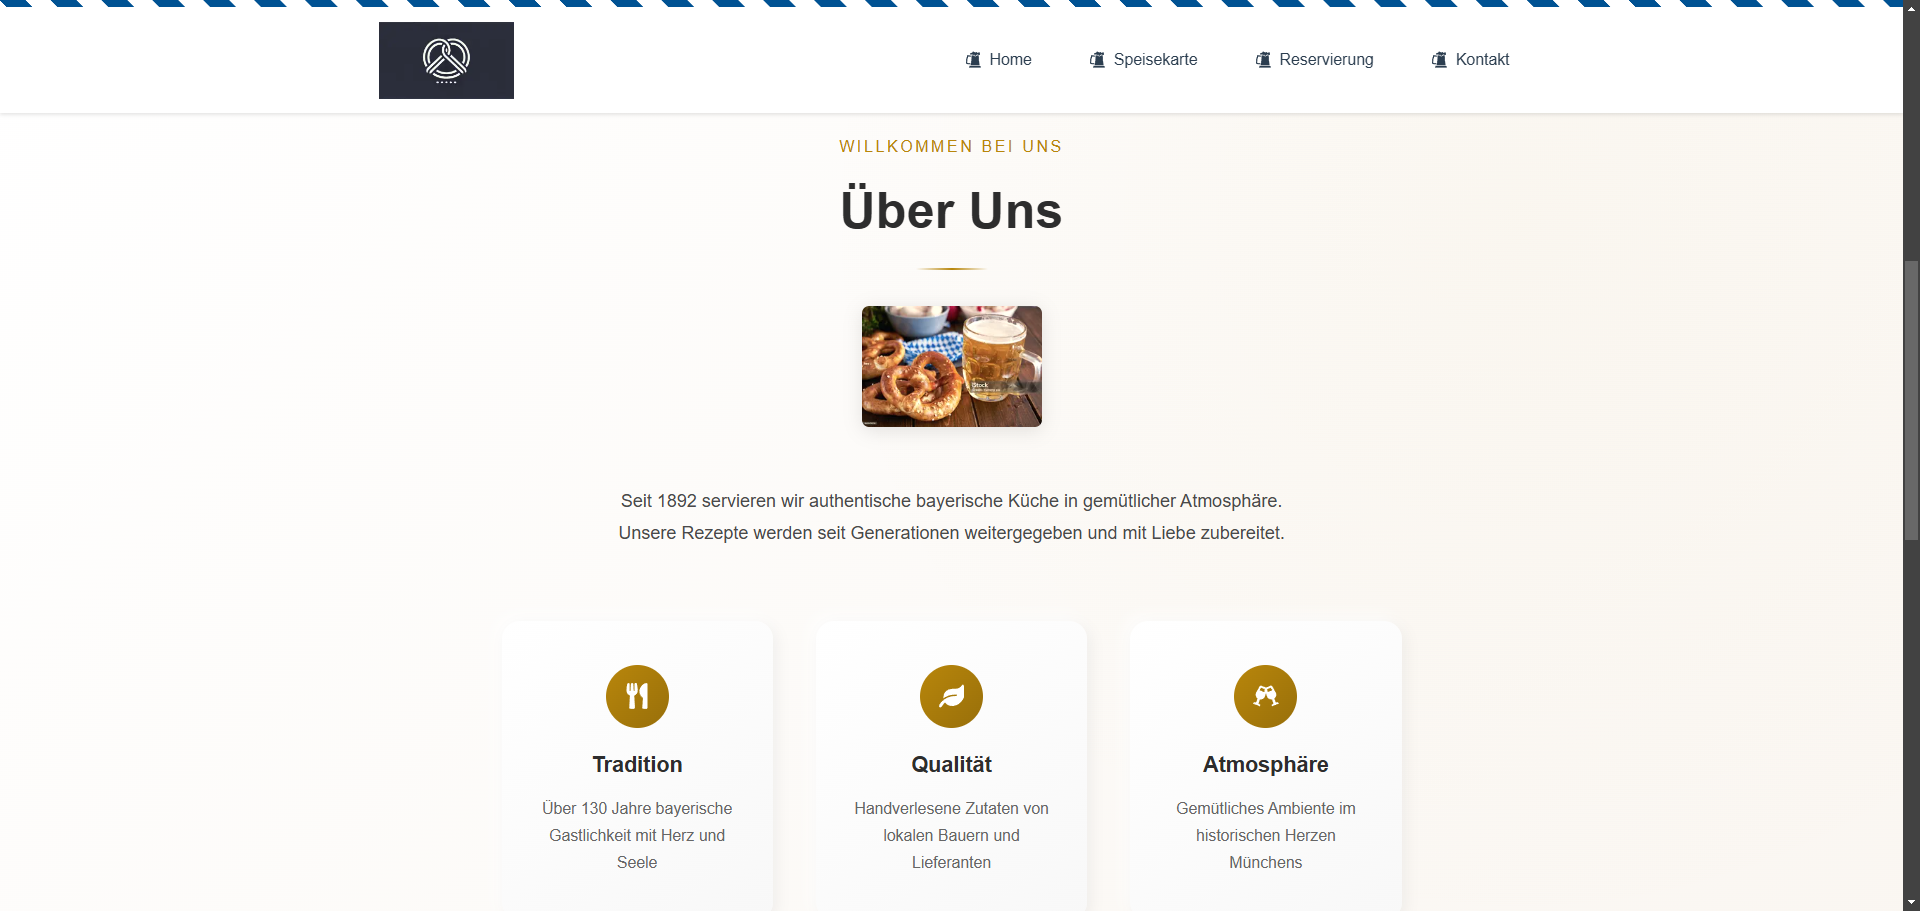 Home
Speisekarte
Reservierung
Kontakt
WILLKOMMEN BEI UNS
Über Uns
iStock
Seit 1892 servieren wir authentische bayerische Küche in gemütlicher Atmosphäre.
Unsere Rezepte werden seit Generationen weitergegeben und mit Liebe zubereitet.
Tradition
Über 130 Jahre bayerische
Gastlichkeit mit Herz und
Seele
Qualität
Handverlesene Zutaten von
lokalen Bauern und
Lieferanten
Atmosphäre
Gemütliches Ambiente im
historischen Herzen
Münchens